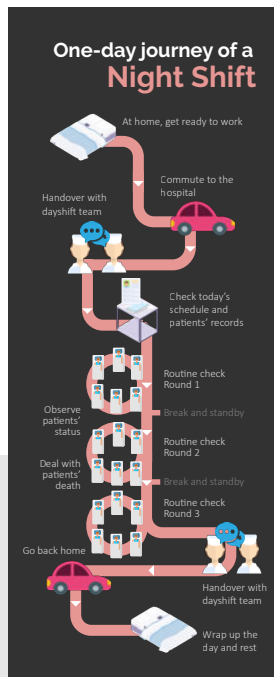 One-day journey of a
Night Shift
At home, get ready to work
Commute to the
hospital
Handover with
dayshift team
Check today's
schedule and
patients' records
Routine check
Round 1
Observe
patients'
status
Break and standby
Routine check
Round 2
Deal with
patients'
death
Break and standby
Routine check
Round 3
Go back home
Handover with
dayshift team
Wrap up the
day and rest